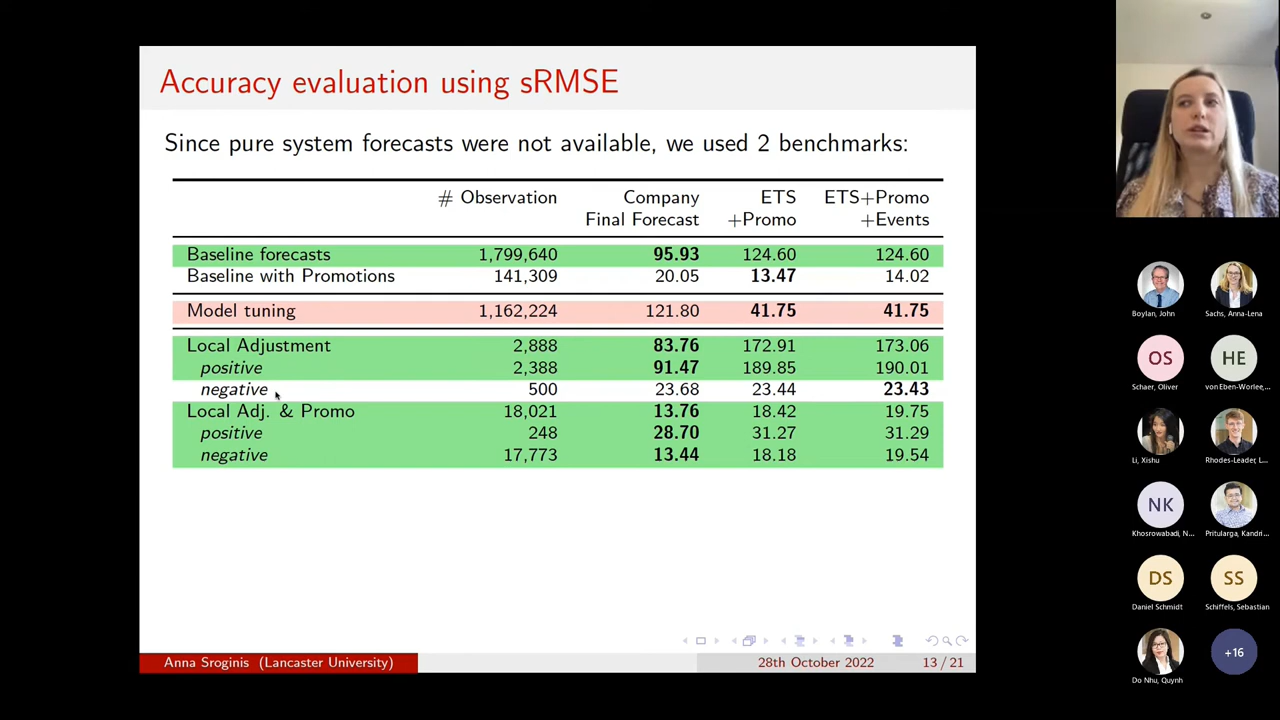 Accuracy evaluation using sRMSE
Since pure system forecasts were not available, we used 2 benchmarks:
# Observation Company ETS ETS+Promo
Final Forecast +Promo +Events
Baseline forecasts 1,799,640 95.93 124.60 124.60
Baseline with Promotions 141,309 20.05 13.47 14.02
Model tuning 1,162,224 121.80 41.75 41.75
Local Adjustment 2,888 83.76 172.91 173.06
positive 2,388 91.47 189.85 190.01
negative 500 23.68 23.44 23.43
Local Adj. & Promo 18,021 13.76 18.42 19.75
positive 248 28.70 31.27 31.29
negative 17,773 13.44 18.18 19.54
Anna Sroginis (Lancaster University) 28th October 2022 13 / 21
Boylan, John Sachs, Anna-Lena
OS HE
Schaer, Oliver von Eben-Worlee,...
Li, Xishu Rhodes-Leader, L...
NK
Khosrowabadi, N... Pritularga, Kandri...
DS SS
Daniel Schmidt Schiffels, Sebastian
+16
Do Nhu, Quynh